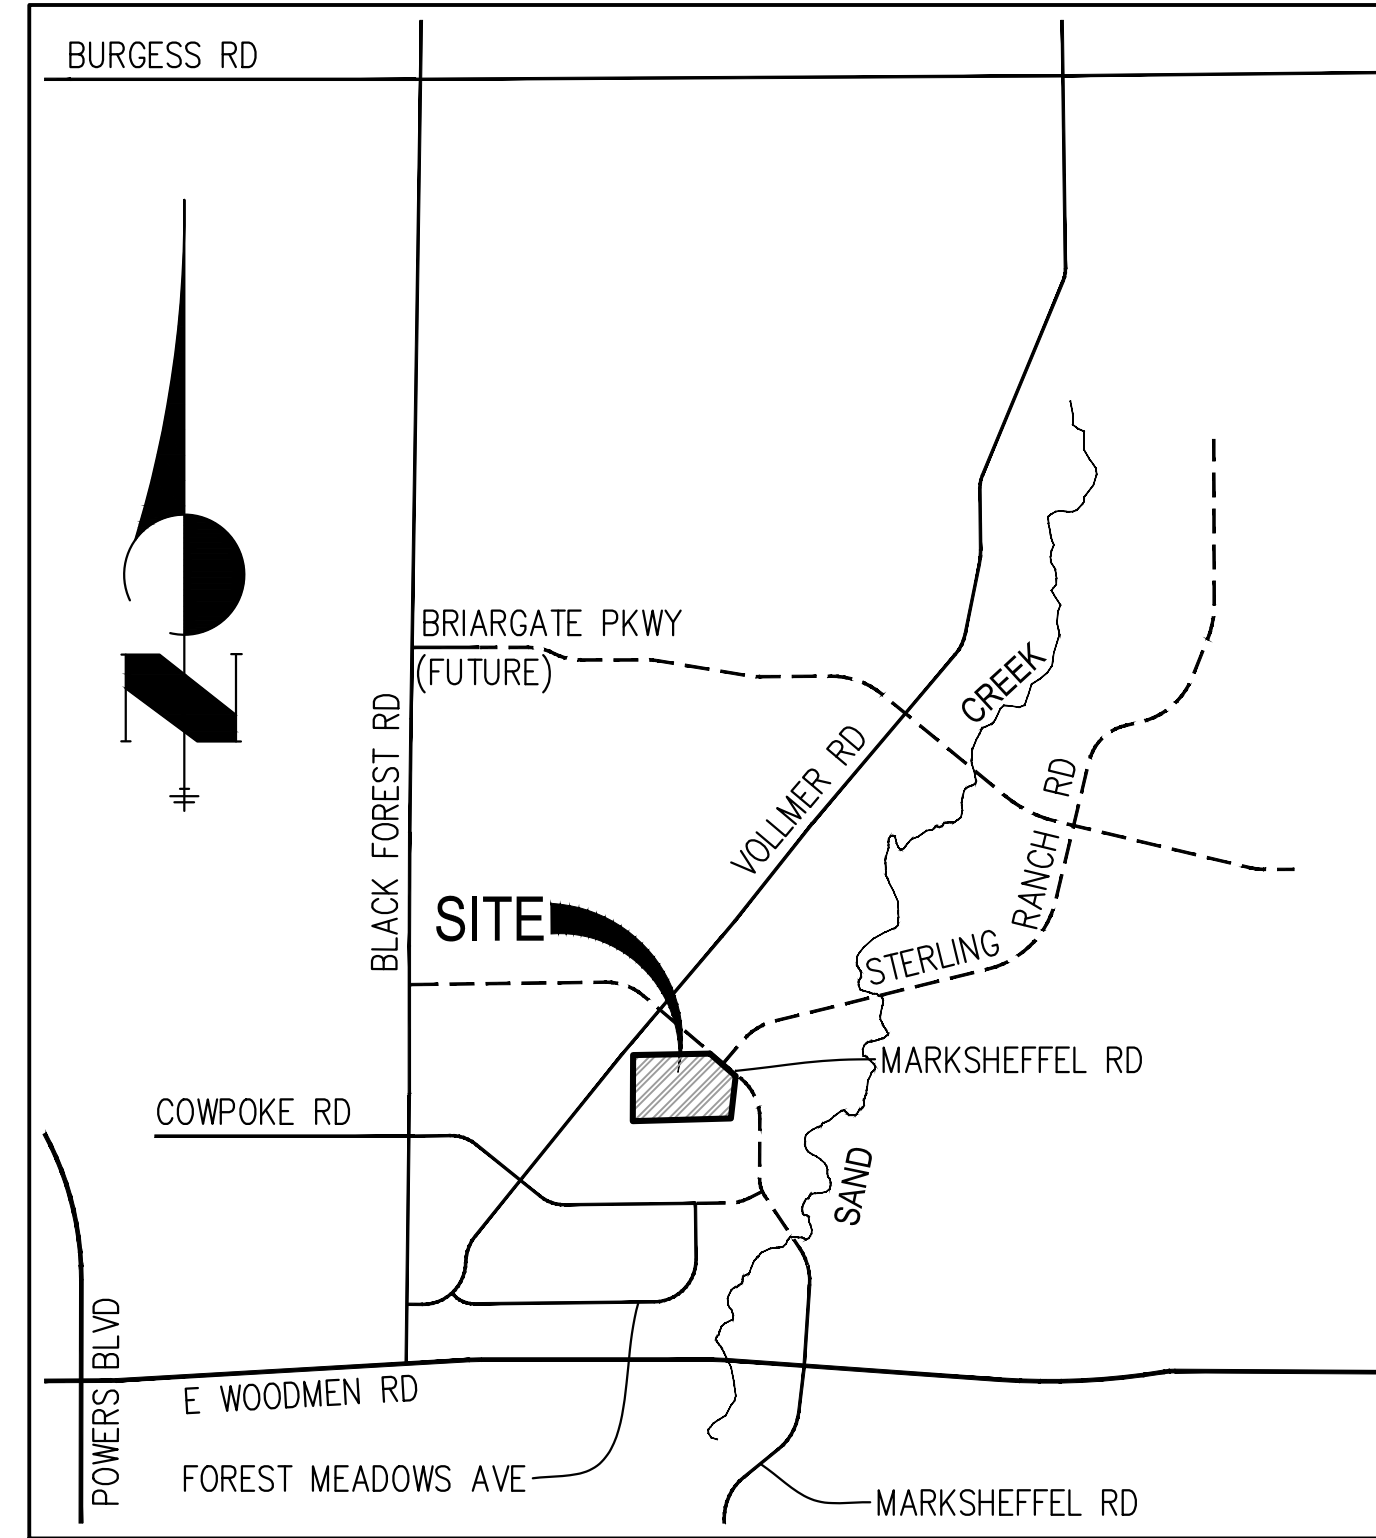 BURGESS RD
N
BRIARGATE PKWY
(FUTURE)
CREEK
BLACK FOREST RD
VOLLMER RD
RANCH RD
SITE
STERLING
MARKSHEFFEL RD
COWPOKE RD
SAND
POWERS BLVD
E WOODMEN RD
FOREST MEADOWS AVE
MARKSHEFFEL RD